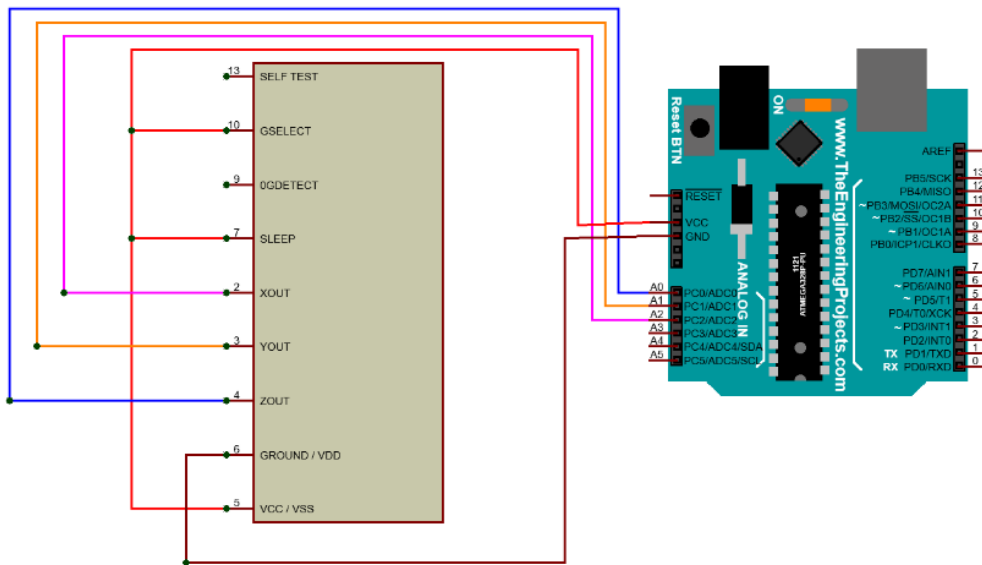 13 SELF TEST
10 GSELECT
9 0GDETECT
7 SLEEP
2 XOUT
3 YOUT
4 ZOUT
6 GROUND / VDD
5 VCC / VSS
Reset BTN
ON
www.TheEngineeringProjects.com
ANALOG IN
1121
ATMEGA328P-PU
RESET
VCC
GND
A0 PC0/ADC0
A1 PC1/ADC1
A2 PC2/ADC2
A3 PC3/ADC3
A4 PC4/ADC4/SDA
A5 PC5/ADC5/SCL
AREF
PB5/SCK 13
PB4/MISO 12
~PB3/MOSI/OC2A 11
~PB2/SS/OC1B 10
~PB1/OC1A 9
PB0/ICP1/CLKO 8
PD7/AIN1 7
~PD6/AIN0 6
~PD5/T1 5
PD4/T0/XCK 4
~PD3/INT1 3
PD2/INT0 2
TX PD1/TXD 1
RX PD0/RXD 0